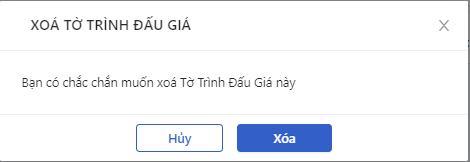 XOÁ TỜ TRÌNH ĐẤU GIÁ
Bạn có chắc chắn muốn xoá Tờ Trình Đấu Giá này
Hủy
Xóa